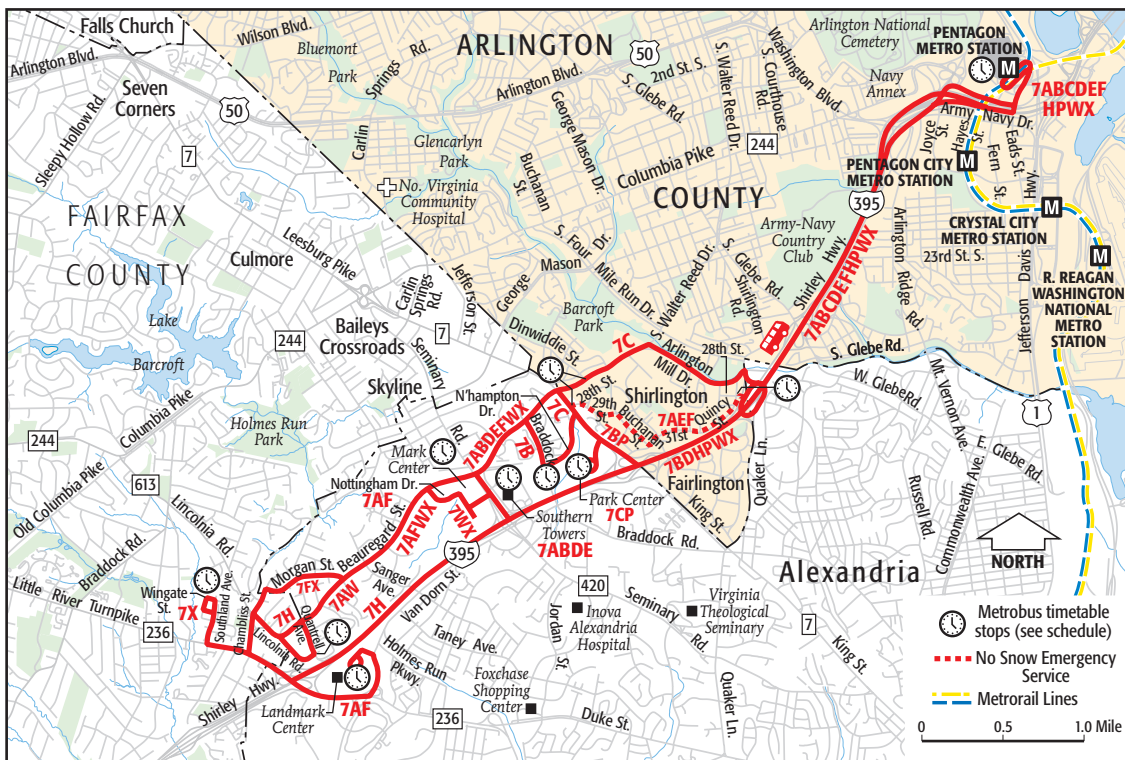 Falls Church
Wilson Blvd.
Arlington Blvd.
Bluemont
Park
Springs
Rd.
Carlin
ARLINGTON
50
Arlington Blvd.
2nd St. S.
S. Glebe Rd.
S. Walter Reed Dr.
S. Courthouse
Rd.
Washington Blvd.
Arlington National
Cemetery
PENTAGON
METRO STATION
M
Navy
Annex
7ABCDEF
HPWX
Army Navy Dr.
Joyce
St.
Hayes
St.
Fern
St.
Eads St.
Hwy.
Seven
Corners
50
Sleepy Hollow Rd.
7
Glencarlyn
Park
No. Virginia
Community
Hospital
George Mason Dr.
Buchanan
St.
Columbia Pike
244
COUNTY
PENTAGON CITY
METRO STATION
M
395
CRYSTAL CITY
METRO STATION
M
Army-Navy
Country
Club
Arlington
Ridge
Rd.
23rd St. S.
Shirley Hwy.
7ABCDEFHPWX
M
R. REAGAN
WASHINGTON
NATIONAL
METRO
STATION
Jefferson
Davis
FAIRFAX
COUNTY
Culmore
Leesburg Pike
Carlin
Springs
Rd.
Jefferson St.
George
Mason
Dr.
S. Four
Mile Run Dr.
Barcroft
Park
S. Walter Reed Dr.
S. Glebe Rd.
Shirlington
Rd
Lake
Barcroft
244
Baileys
Crossroads
7
Seminary
Rd.
Dinwiddie St.
7C
S. Arlington
Mill Dr.
28th St.
S. Glebe Rd.
W. Glebe Rd.
Mt. Vernon Ave.
1
Skyline
N'hampton
Dr.
28th St.
29th
St.
Buchanan
St.
Shirlington
Quincy
St.
31st
7AEF
7BP
7C
7BDHPWX
Fairlington
King St.
Quaker Ln.
E. Glebe Rd.
Commonwealth Ave.
Russell Rd.
Columbia Pike
244
Holmes Run
Park
7ABDEFWX
7B
Braddock
Mark
Center
Nottingham Dr.
7AF
7AFWX
7WX
Southern
Towers
7ABDE
Park Center
7CP
Braddock Rd.
Old Columbia Pike
613
Lincolnia Rd.
Braddock Rd.
Beauregard St.
395
Alexandria
NORTH
Little River Turnpike
236
Wingate
St.
7X
Southland Ave.
Chambliss St.
Morgan St.
7FX
7H
7AW
Quantrell
Ave.
Sanger
Ave.
7H
Van Dorn St.
Lincolnia Rd.
420
Seminary
Rd.
Inova
Alexandria
Hospital
Jordan
St.
Virginia
Theological
Seminary
7
King St.
Taney Ave.
Holmes Run
Pkwy.
Foxchase
Shopping
Center
Quaker Ln.
Shirley Hwy.
Landmark
Center
7AF
236
Duke St.
Metrobus timetable
stops (see schedule)
No Snow Emergency
Service
Metrorail Lines
0 0.5 1.0 Mile